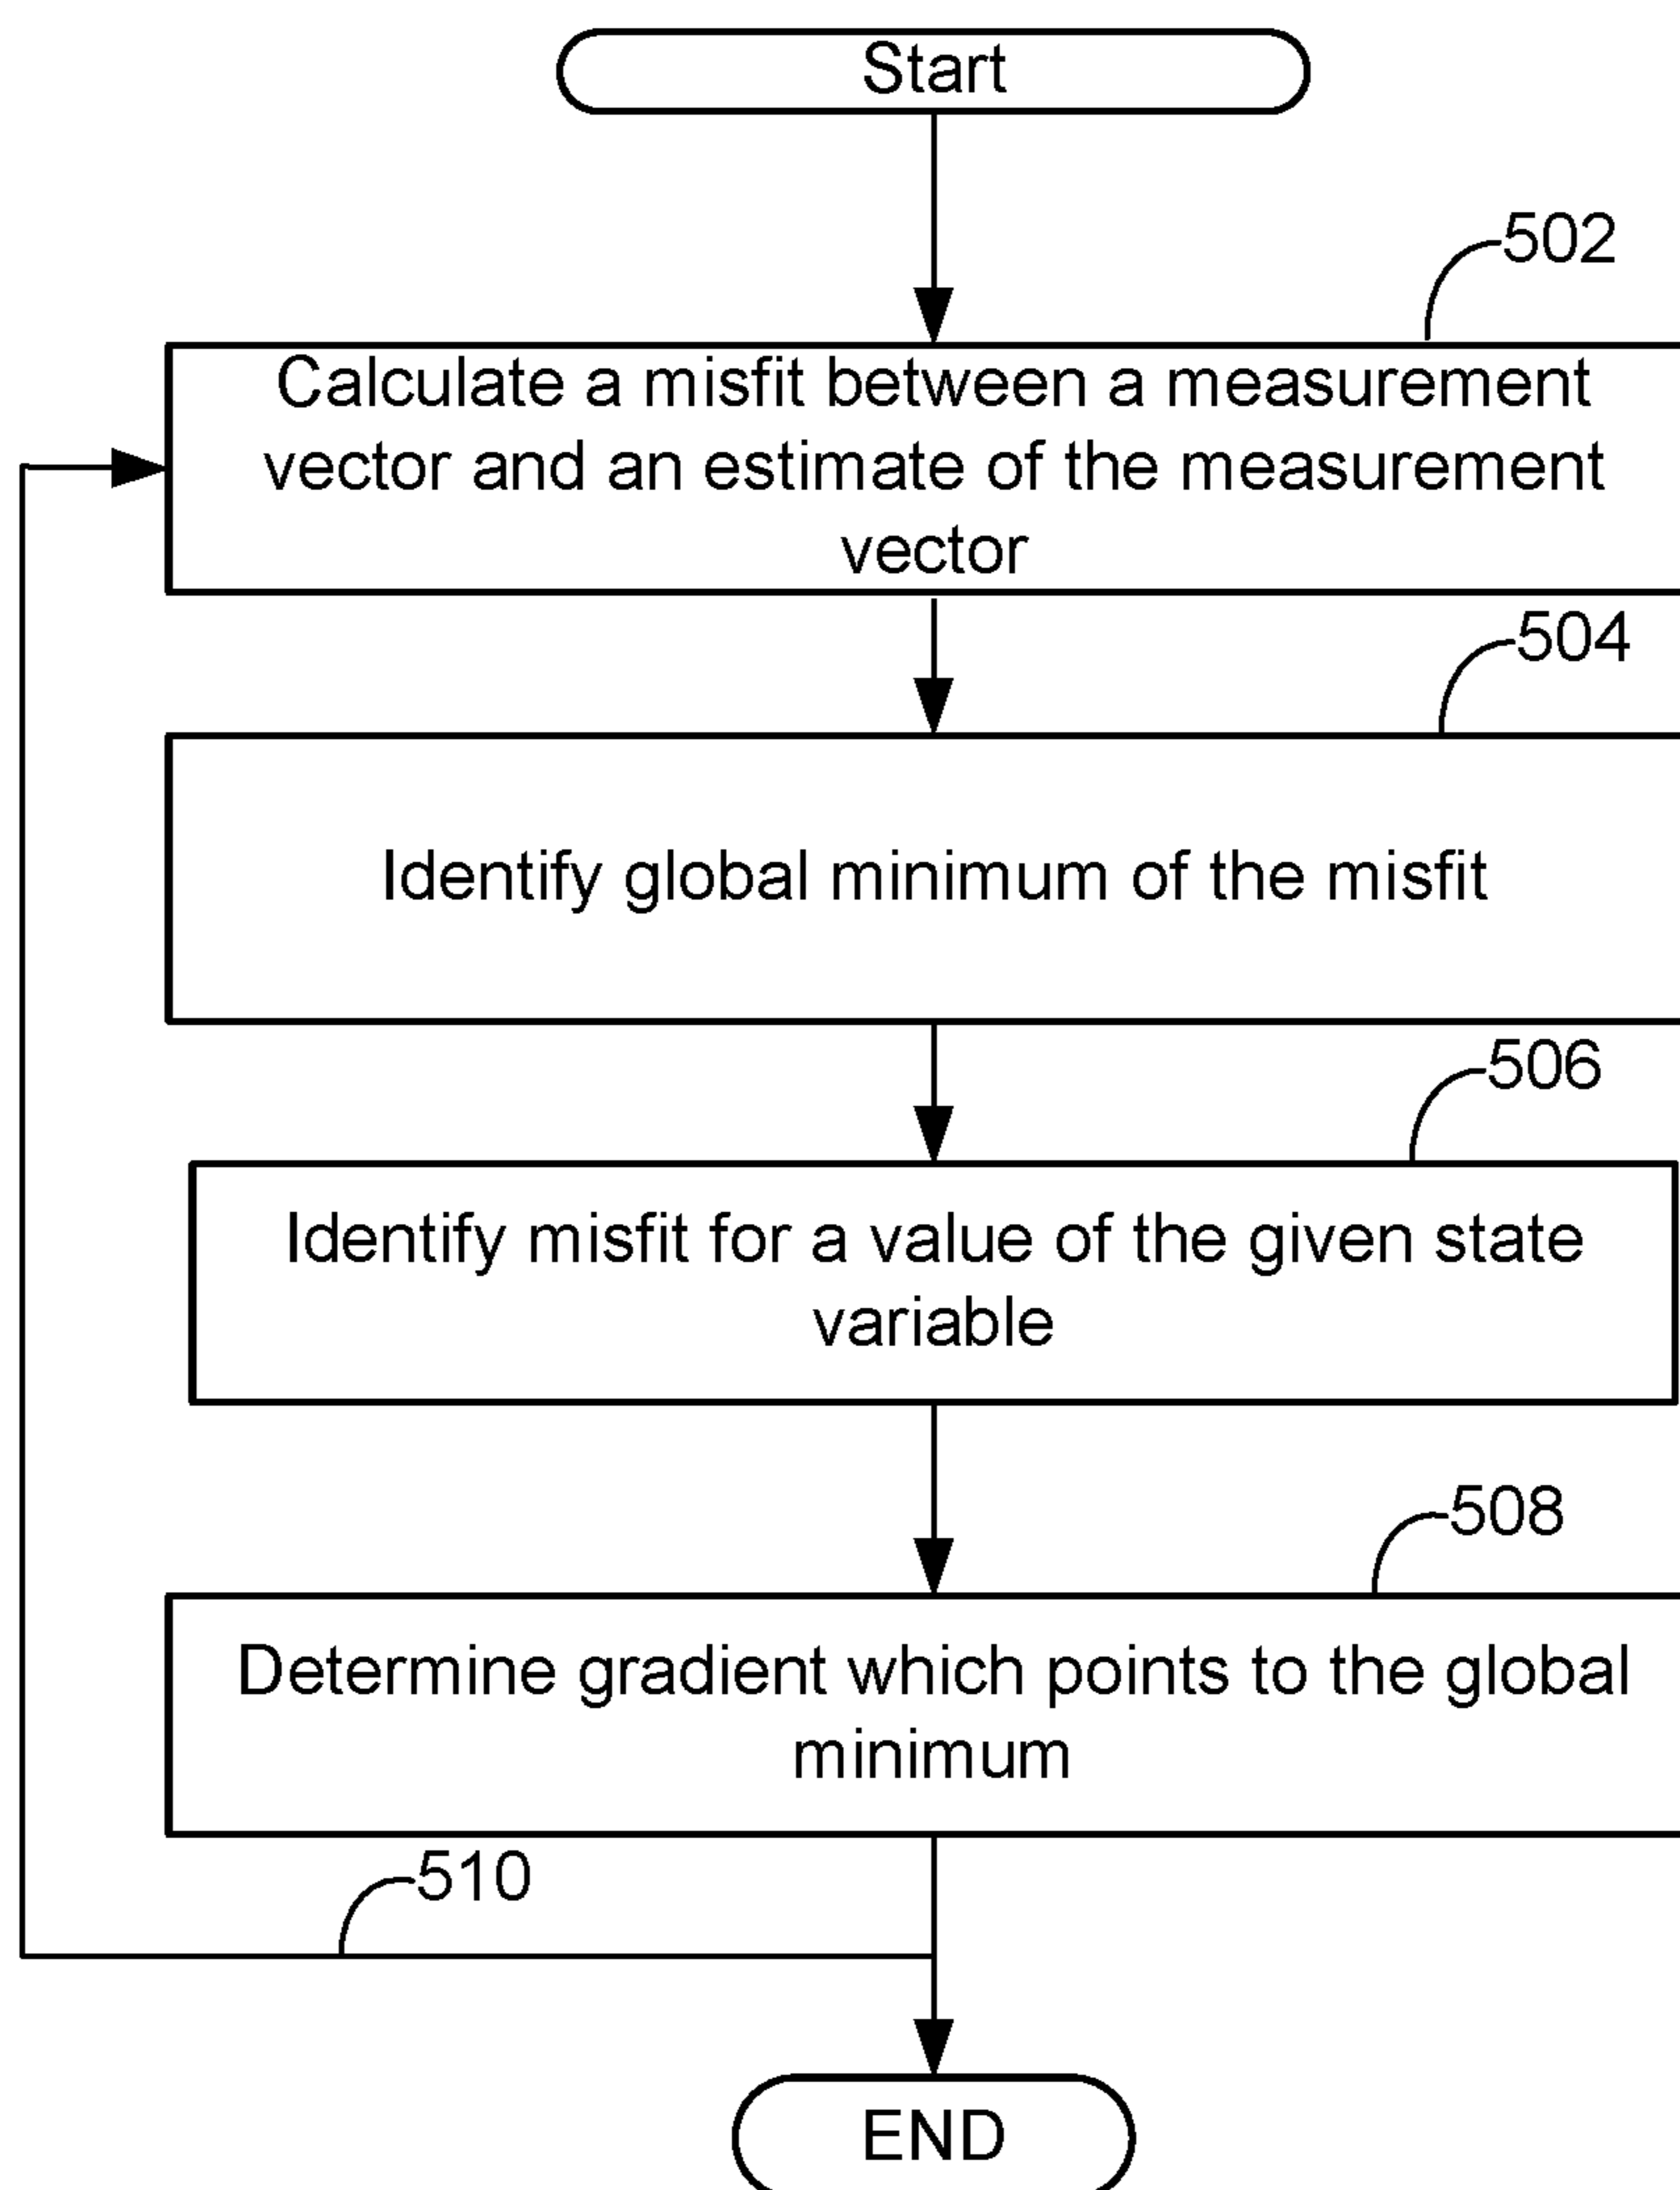 Start
502
Calculate a misfit between a measurement
vector and an estimate of the measurement
vector
504
Identify global minimum of the misfit
506
Identify misfit for a value of the given state
variable
508
Determine gradient which points to the global
minimum
510
END